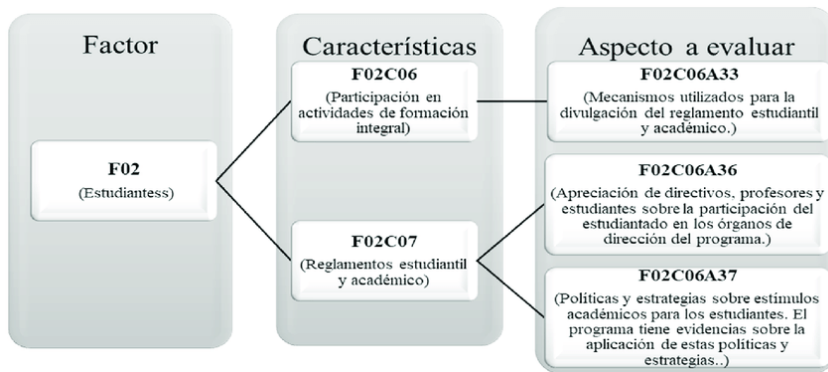 Factor
F02
(Estudiantess)
Características
F02C06
(Participación en
actividades de formación
integral)
F02C07
(Reglamentos estudiantil
y académico)
Aspecto a evaluar
F02C06A33
(Mecanismos utilizados para la
divulgación del reglamento estudiantil
y académico.)
F02C06A36
(Apreciación de directivos, profesores y
estudiantes sobre la participación del
estudiantado en los órganos de
dirección del programa.)
F02C06A37
(Políticas y estrategias sobre estímulos
académicos para los estudiantes. El
programa tiene evidencias sobre la
aplicación de estas políticas y
estrategias..)